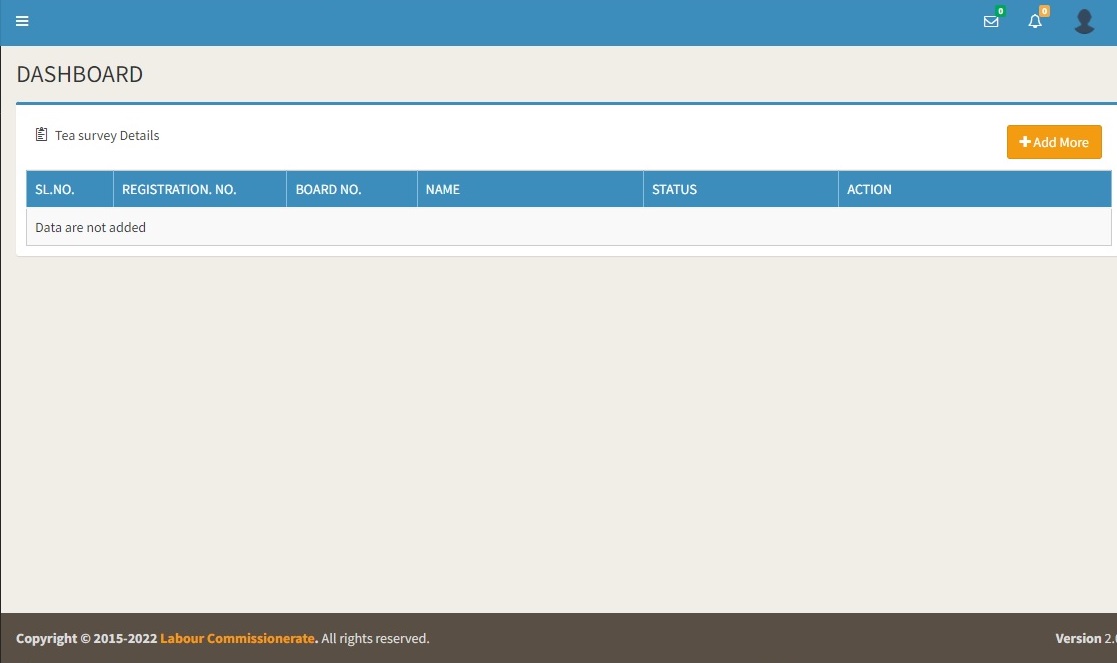 0 0
DASHBOARD
Tea survey Details
Add More
SL.NO. REGISTRATION. NO. BOARD NO. NAME STATUS ACTION
Data are not added
Copyright © 2015-2022 Labour Commissionerate. All rights reserved. Version 2.